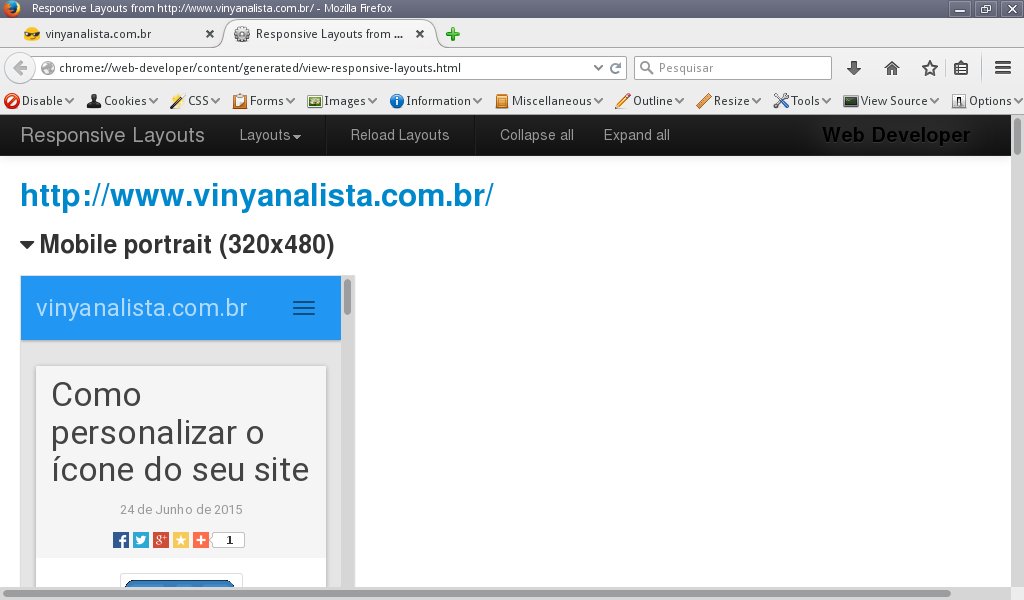 Responsive Layouts from http://www.vinyanalista.com.br/ - Mozilla Firefox
vinyanalista.com.br
Responsive Layouts from ...
chrome://web-developer/content/generated/view-responsive-layouts.html
Pesquisar
Disable Cookies CSS Forms Images Information Miscellaneous Outline Resize Tools View Source Options
Responsive Layouts Layouts Reload Layouts Collapse all Expand all Web Developer
http://www.vinyanalista.com.br/
Mobile portrait (320x480)
vinyanalista.com.br
Como
personalizar o
ícone do seu site
24 de Junho de 2015
1